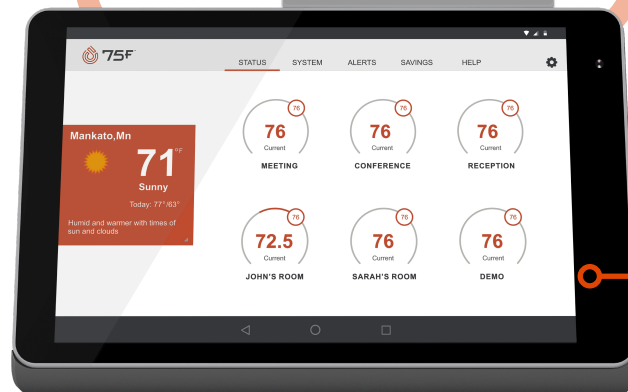 75F
STATUS SYSTEM ALERTS SAVINGS HELP
Mankato,Mn
71°F
Sunny
Today: 77°/63°
Humid and warmer with times of
sun and clouds
76
76
Current
MEETING
76
76
Current
CONFERENCE
76
76
Current
RECEPTION
76
72.5
Current
JOHN'S ROOM
76
76
Current
SARAH'S ROOM
76
76
Current
DEMO